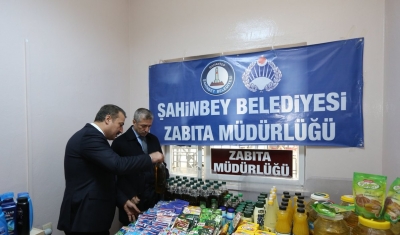 ŞAHİNBEY BELEDİYESİ
ZABITA MÜDÜRLÜĞÜ
ZABITA
MÜDÜRLÜĞÜ